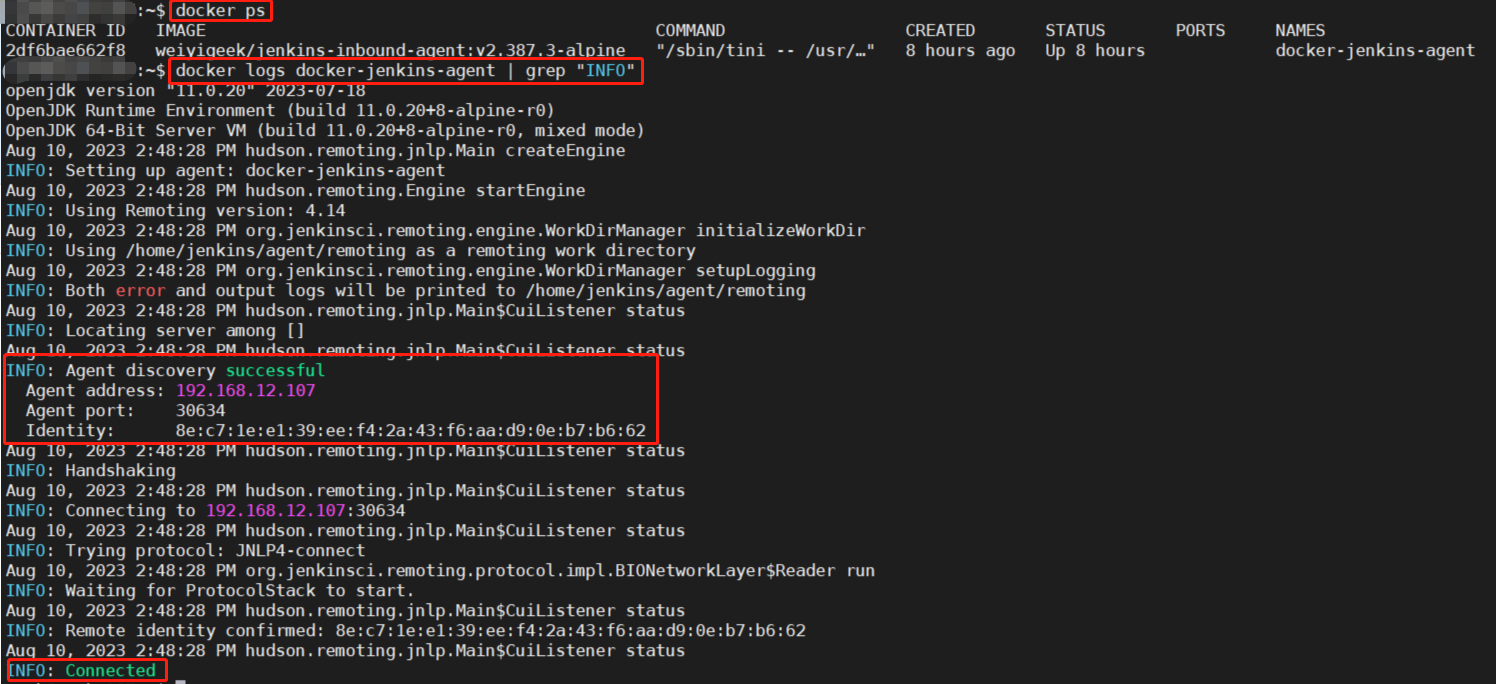 :~$ docker ps
CONTAINER ID   IMAGE                                             COMMAND                  CREATED       STATUS       PORTS     NAMES
2df6bae662f8   weiyigeek/jenkins-inbound-agent:v2.387.3-alpine   "/sbin/tini -- /usr/…"   8 hours ago   Up 8 hours             docker-jenkins-agent
:~$ docker logs docker-jenkins-agent | grep "INFO"
openjdk version "11.0.20" 2023-07-18
OpenJDK Runtime Environment (build 11.0.20+8-alpine-r0)
OpenJDK 64-Bit Server VM (build 11.0.20+8-alpine-r0, mixed mode)
Aug 10, 2023 2:48:28 PM hudson.remoting.jnlp.Main createEngine
INFO: Setting up agent: docker-jenkins-agent
Aug 10, 2023 2:48:28 PM hudson.remoting.Engine startEngine
INFO: Using Remoting version: 4.14
Aug 10, 2023 2:48:28 PM org.jenkinsci.remoting.engine.WorkDirManager initializeWorkDir
INFO: Using /home/jenkins/agent/remoting as a remoting work directory
Aug 10, 2023 2:48:28 PM org.jenkinsci.remoting.engine.WorkDirManager setupLogging
INFO: Both error and output logs will be printed to /home/jenkins/agent/remoting
Aug 10, 2023 2:48:28 PM hudson.remoting.jnlp.Main$CuiListener status
INFO: Locating server among []
Aug 10, 2023 2:48:28 PM hudson.remoting.jnlp.Main$CuiListener status
INFO: Agent discovery successful
  Agent address: 192.168.12.107
  Agent port:    30634
  Identity:      8e:c7:1e:e1:39:ee:f4:2a:43:f6:aa:d9:0e:b7:b6:62
Aug 10, 2023 2:48:28 PM hudson.remoting.jnlp.Main$CuiListener status
INFO: Handshaking
Aug 10, 2023 2:48:28 PM hudson.remoting.jnlp.Main$CuiListener status
INFO: Connecting to 192.168.12.107:30634
Aug 10, 2023 2:48:28 PM hudson.remoting.jnlp.Main$CuiListener status
INFO: Trying protocol: JNLP4-connect
Aug 10, 2023 2:48:28 PM org.jenkinsci.remoting.protocol.impl.BIONetworkLayer$Reader run
INFO: Waiting for ProtocolStack to start.
Aug 10, 2023 2:48:28 PM hudson.remoting.jnlp.Main$CuiListener status
INFO: Remote identity confirmed: 8e:c7:1e:e1:39:ee:f4:2a:43:f6:aa:d9:0e:b7:b6:62
Aug 10, 2023 2:48:28 PM hudson.remoting.jnlp.Main$CuiListener status
INFO: Connected